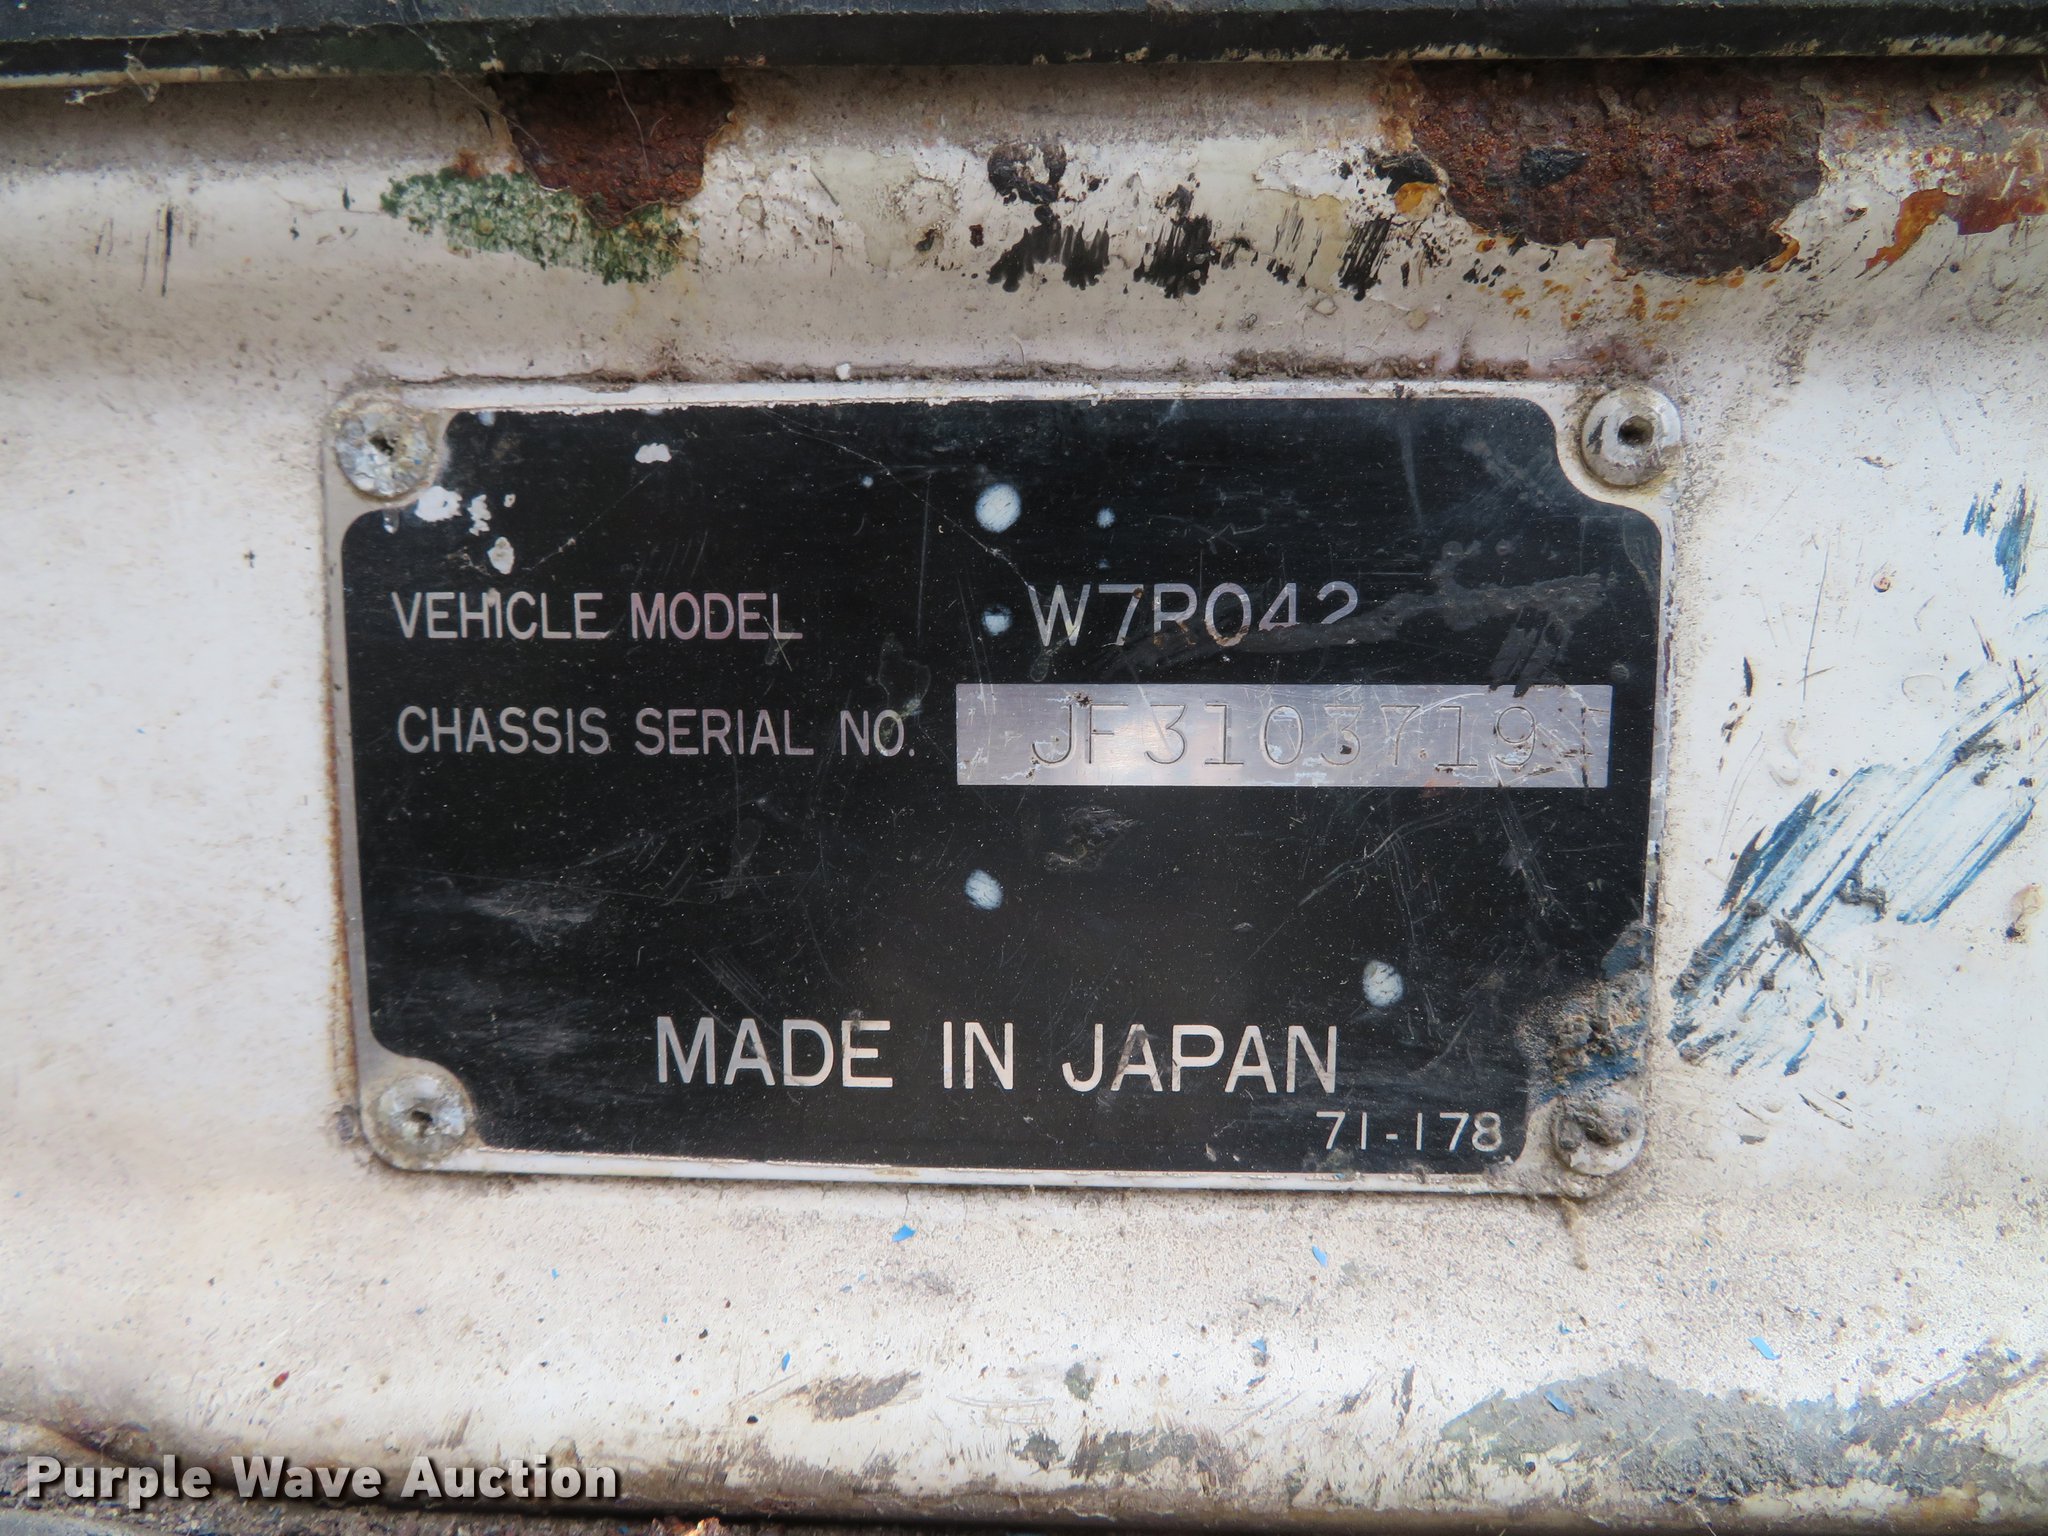 VEHICLE MODEL W7R042
CHASSIS SERIAL NO. JF3103719
MADE IN JAPAN
71-178
Purple Wave Auction